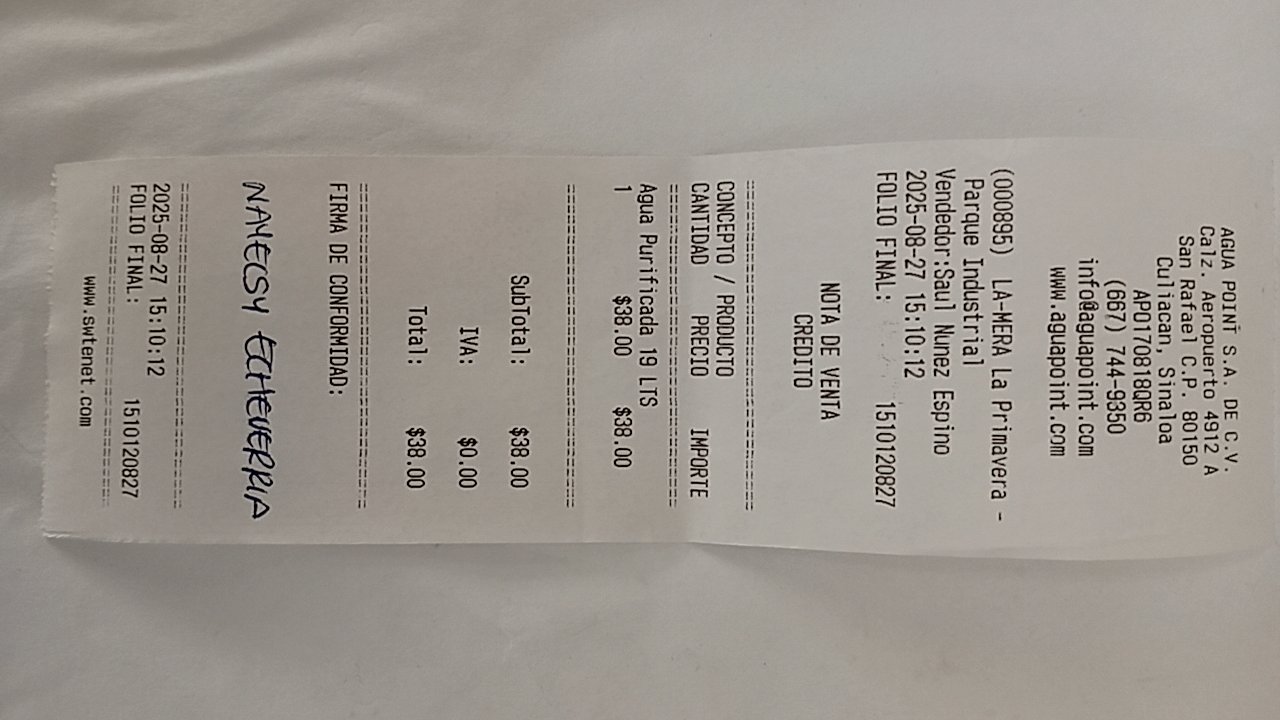 AGUA POINT S.A. DE C.V.
Calz. Aeropuerto 4912 A
San Rafael C.P. 80150
Culiacan, Sinaloa
APO170818QR6
(667) 744-9350
info@aguapoint.com
www.aguapoint.com
(000895) LA-MERA La Primavera -
Parque Industrial
Vendedor:Saul Nunez Espino
2025-08-27 15:10:12
FOLIO FINAL: 1510120827
NOTA DE VENTA
CREDITO
CONCEPTO / PRODUCTO
CANTIDAD PRECIO IMPORTE
Agua Purificada 19 LTS
1 $38.00 $38.00
SubTotal: $38.00
IVA: $0.00
Total: $38.00
FIRMA DE CONFORMIDAD:
NAYECSY ECHEVERRIA
2025-08-27 15:10:12
FOLIO FINAL: 1510120827
www.swtenet.com